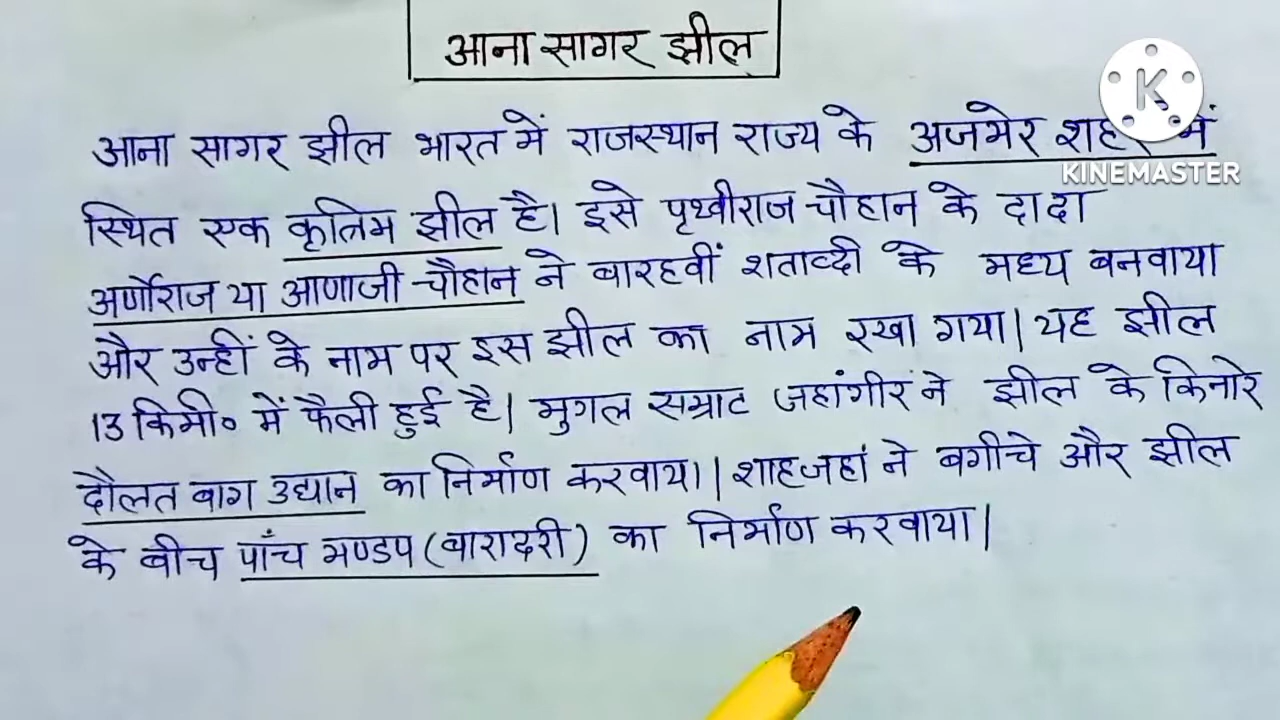 आना सागर झील
आना सागर झील भारत में राजस्थान राज्य के अजमेर शहर में
स्थित एक कृत्रिम झील है। इसे पृथ्वीराज चौहान के दादा
अर्णोराज या आणाजी चौहान ने बारहवीं शताब्दी के मध्य बनवाया
और उन्हीं के नाम पर इस झील का नाम रखा गया। यह झील
13 किमी० में फैली हुई है। मुगल सम्राट जहांगीर ने झील के किनारे
दौलत बाग उद्यान का निर्माण करवाया। शाहजहां ने बगीचे और झील
के बीच पाँच मण्डप (बारादरी) का निर्माण करवाया।
K
KINEMASTER